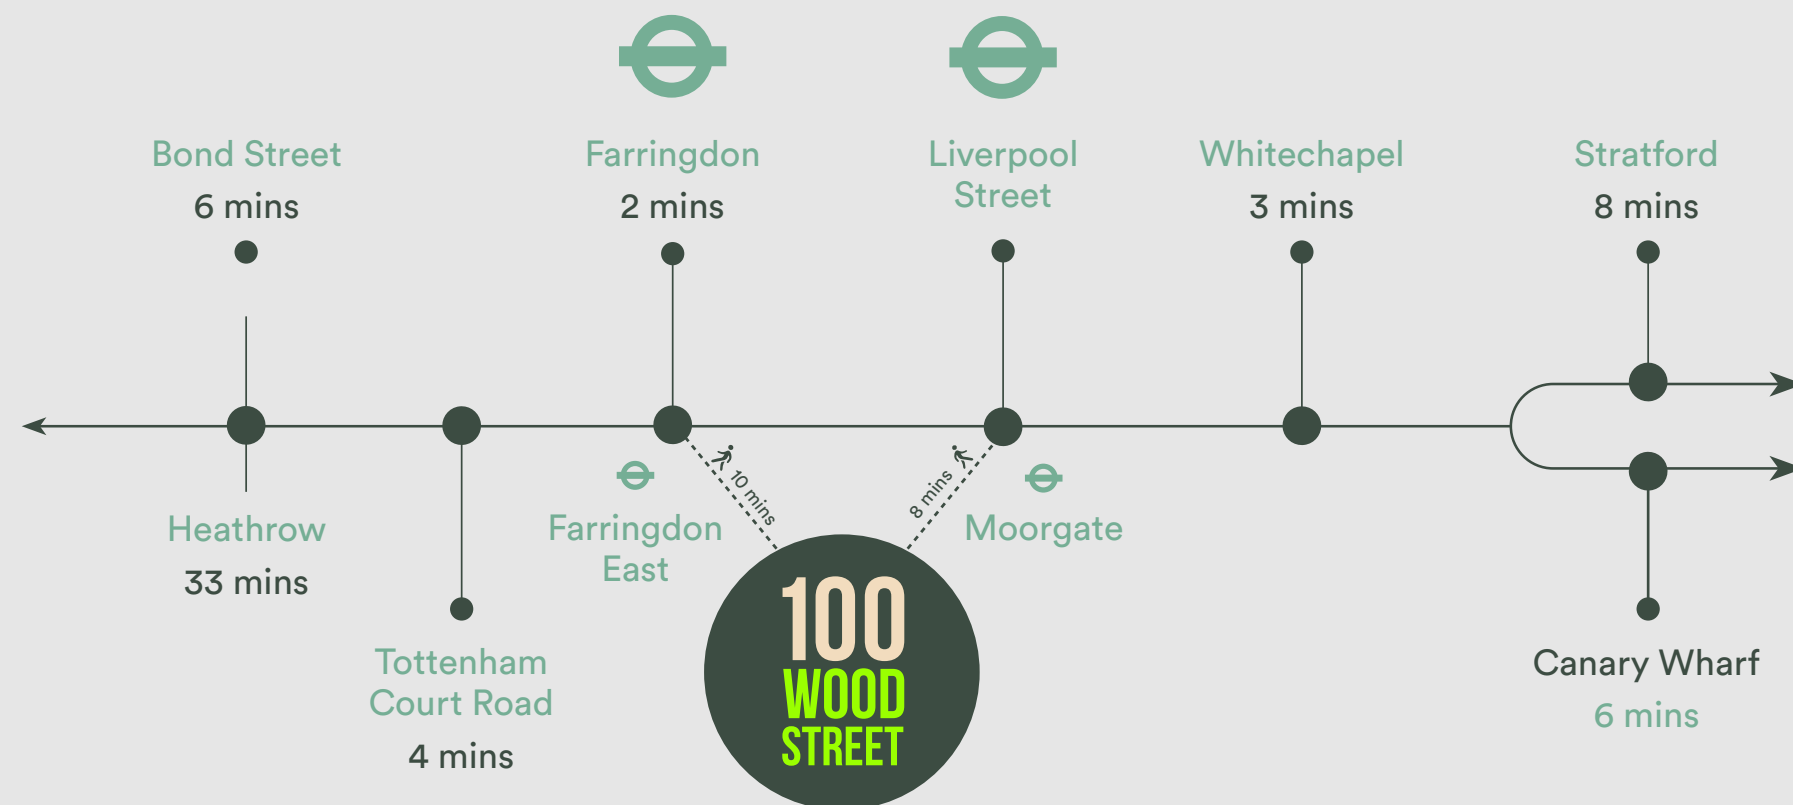 Bond Street
6 mins
Farringdon
2 mins
Liverpool
Street
Whitechapel
3 mins
Stratford
8 mins
10 mins
8 mins
Heathrow
33 mins
Farringdon
East
Moorgate
Tottenham
Court Road
4 mins
100
WOOD
STREET
Canary Wharf
6 mins